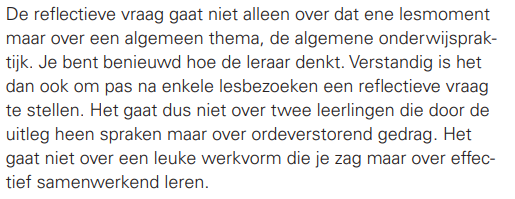 De reflectieve vraag gaat niet alleen over dat ene lesmoment
maar over een algemeen thema, de algemene onderwijsprak-
tijk. Je bent benieuwd hoe de leraar denkt. Verstandig is het
dan ook om pas na enkele lesbezoeken een reflectieve vraag
te stellen. Het gaat dus niet over twee leerlingen die door de
uitleg heen spraken maar over ordeverstorend gedrag. Het
gaat niet over een leuke werkvorm die je zag maar over effec-
tief samenwerkend leren.